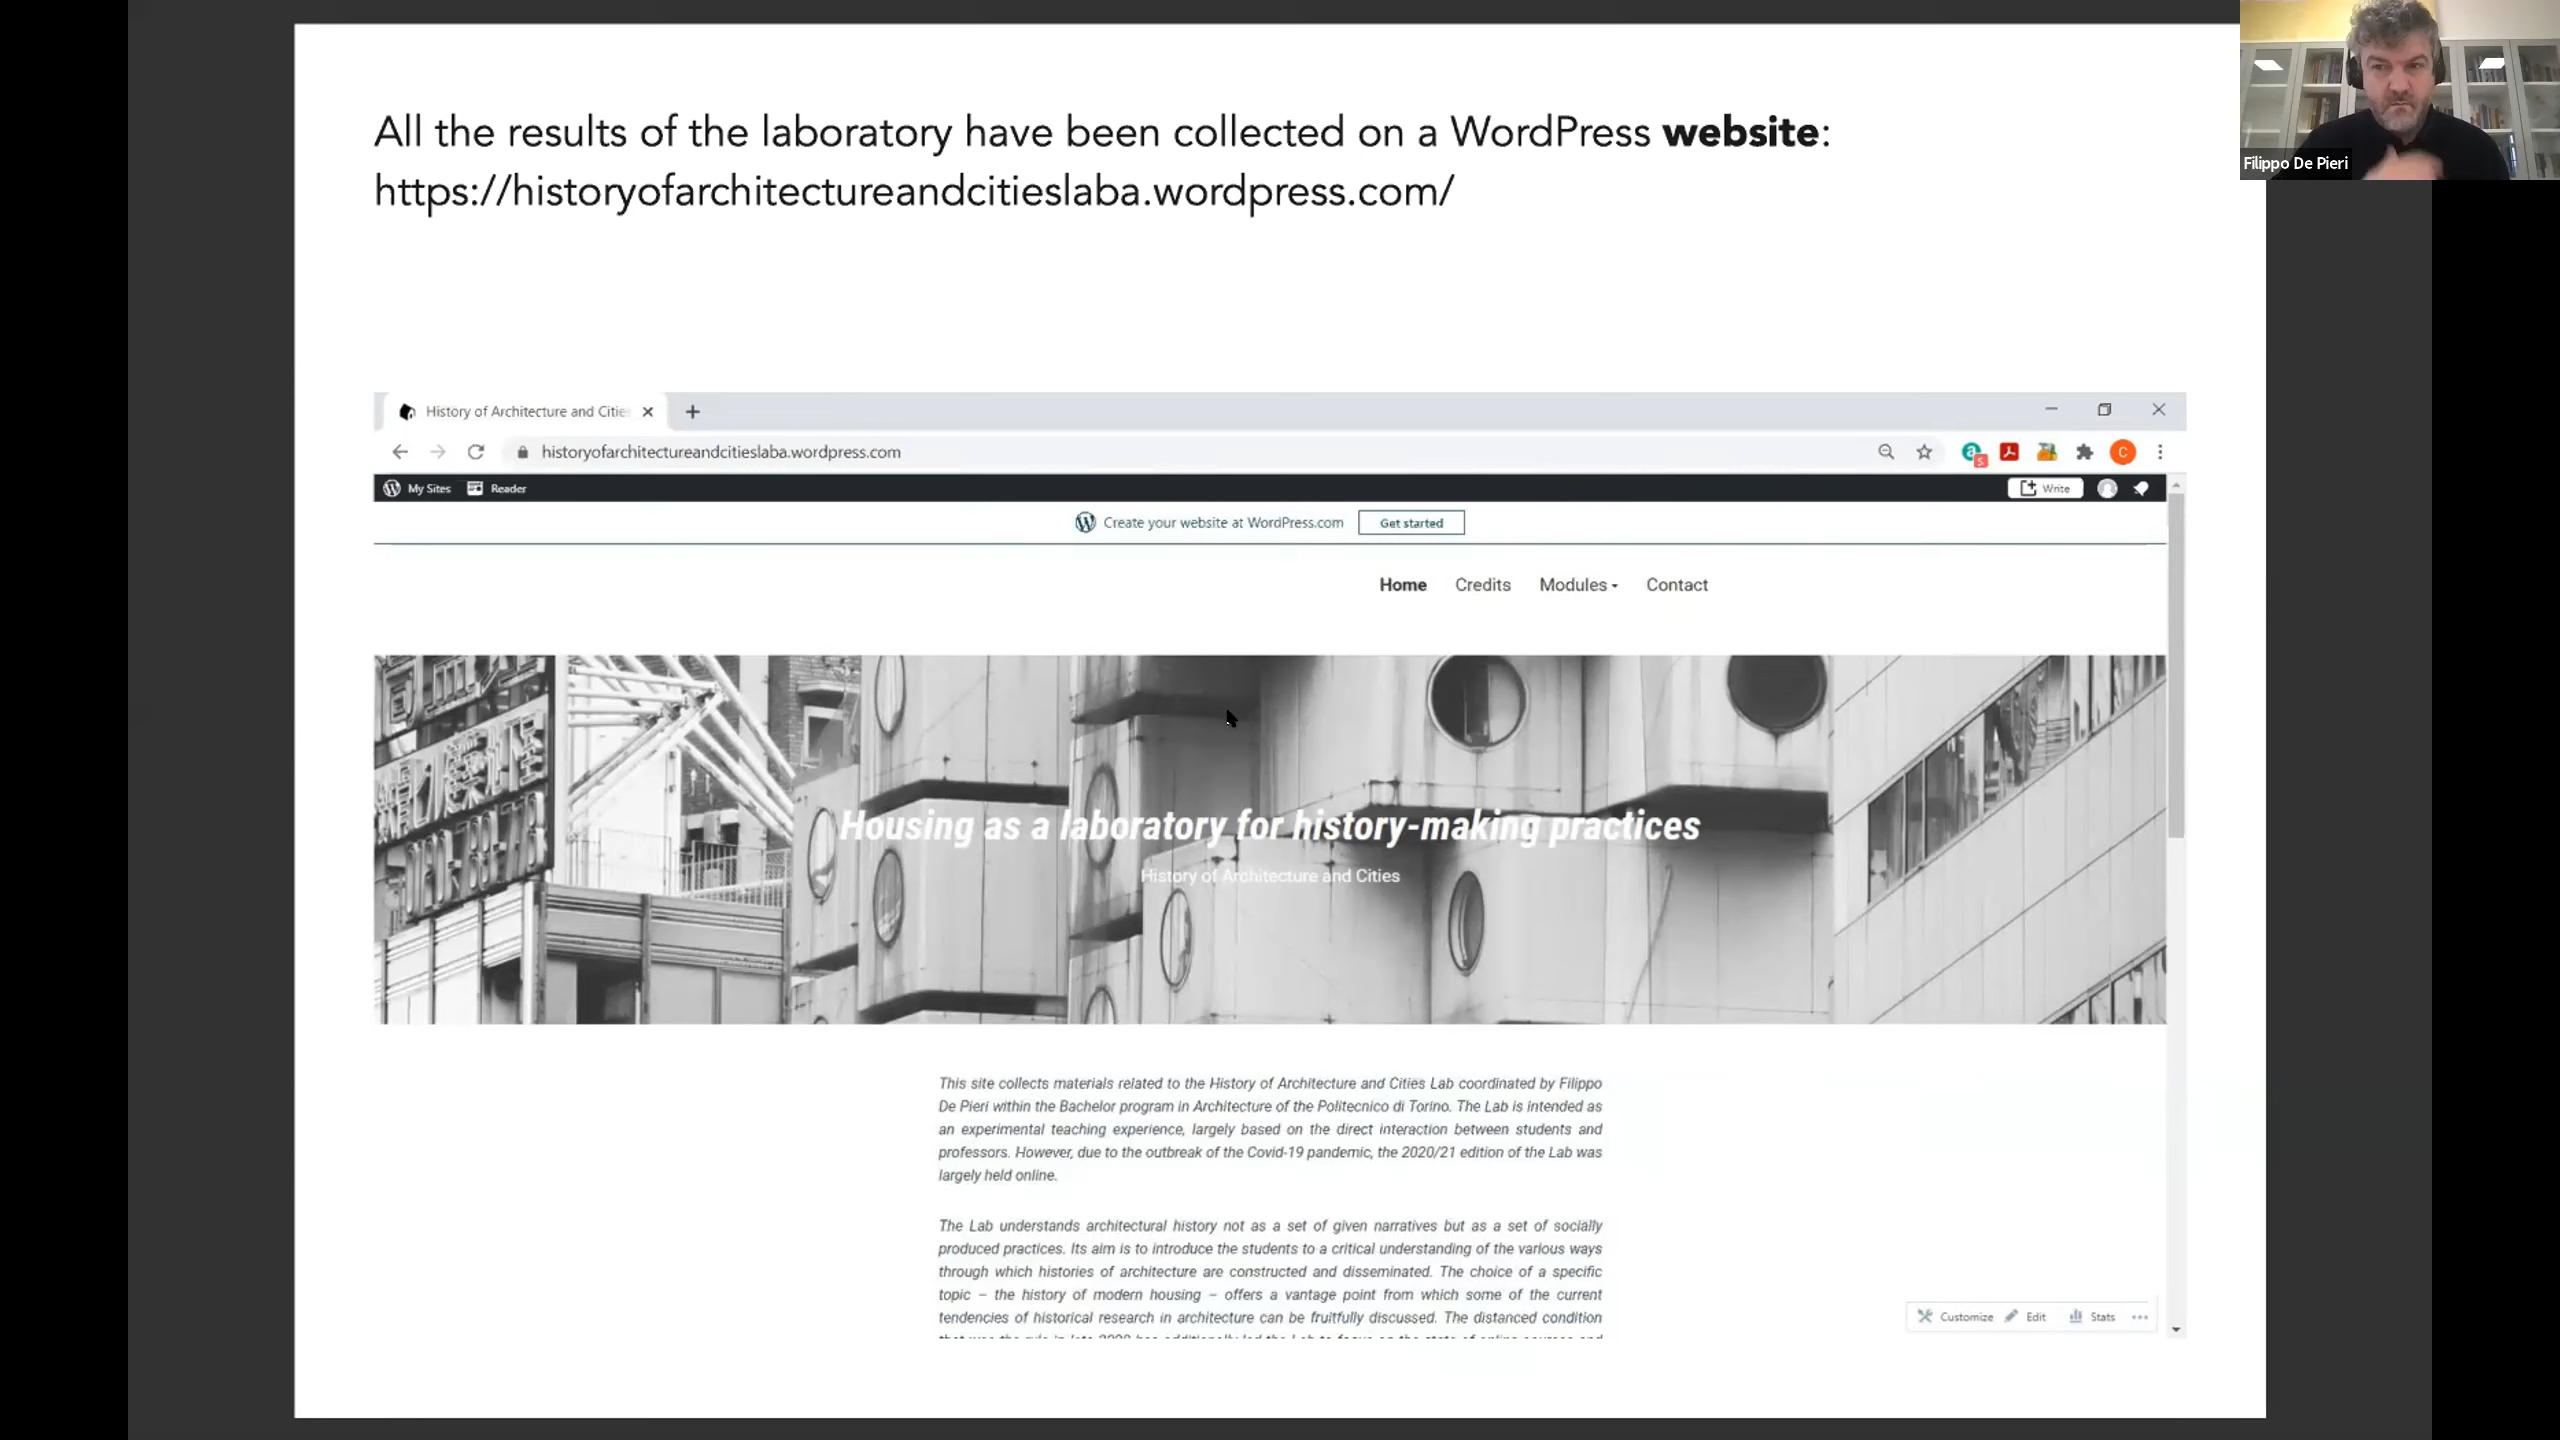 All the results of the laboratory have been collected on a WordPress website:
https://historyofarchitectureandcitieslaba.wordpress.com/
Filippo De Pieri
History of Architecture and Citie
historyofarchitectureandcitieslaba.wordpress.com
C
My Sites
Reader
Write
Create your website at WordPress.com
Get started
Home
Credits
Modules
Contact
Housing as a laboratory for history-making practices
History of Architecture and Cities
This site collects materials related to the History of Architecture and Cities Lab coordinated by Filippo
De Pieri within the Bachelor program in Architecture of the Politecnico di Torino. The Lab is intended as
an experimental teaching experience, largely based on the direct interaction between students and
professors. However, due to the outbreak of the Covid-19 pandemic, the 2020/21 edition of the Lab was
largely held online.
The Lab understands architectural history not as a set of given narratives but as a set of socially
produced practices. Its aim is to introduce the students to a critical understanding of the various ways
through which histories of architecture are constructed and disseminated. The choice of a specific
topic – the history of modern housing – offers a vantage point from which some of the current
tendencies of historical research in architecture can be fruitfully discussed. The distanced condition
Customize
Edit
Stats